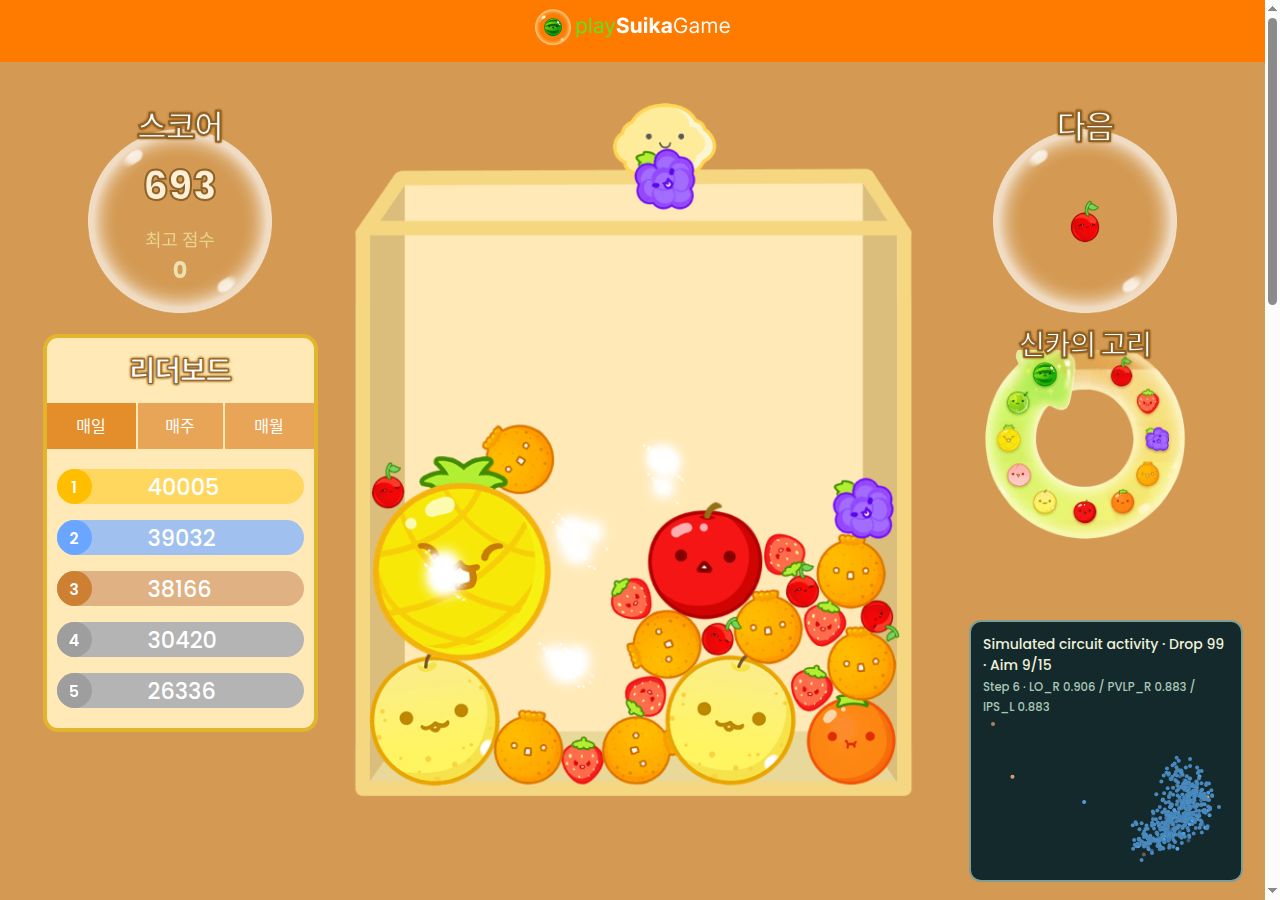 playSuikaGame
스코어
693
최고 점수
0
다음
신카의 고리
리더보드
매일 매주 매월
1 40005
2 39032
3 38166
4 30420
5 26336
Simulated circuit activity · Drop 99
· Aim 9/15
Step 6 · LO_R 0.906 / PVLP_R 0.883 /
IPS_L 0.883